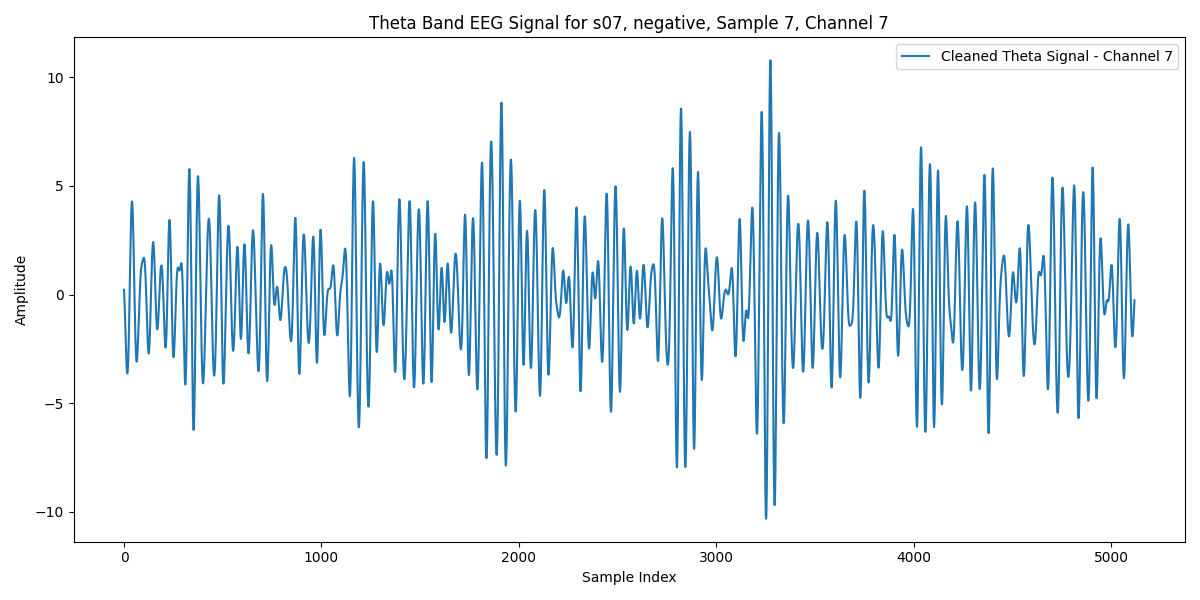 Theta Band EEG Signal for s07, negative, Sample 7, Channel 7
Cleaned Theta Signal - Channel 7
10
5
0
−5
−10
Amplitude
0 1000 2000 3000 4000 5000
Sample Index